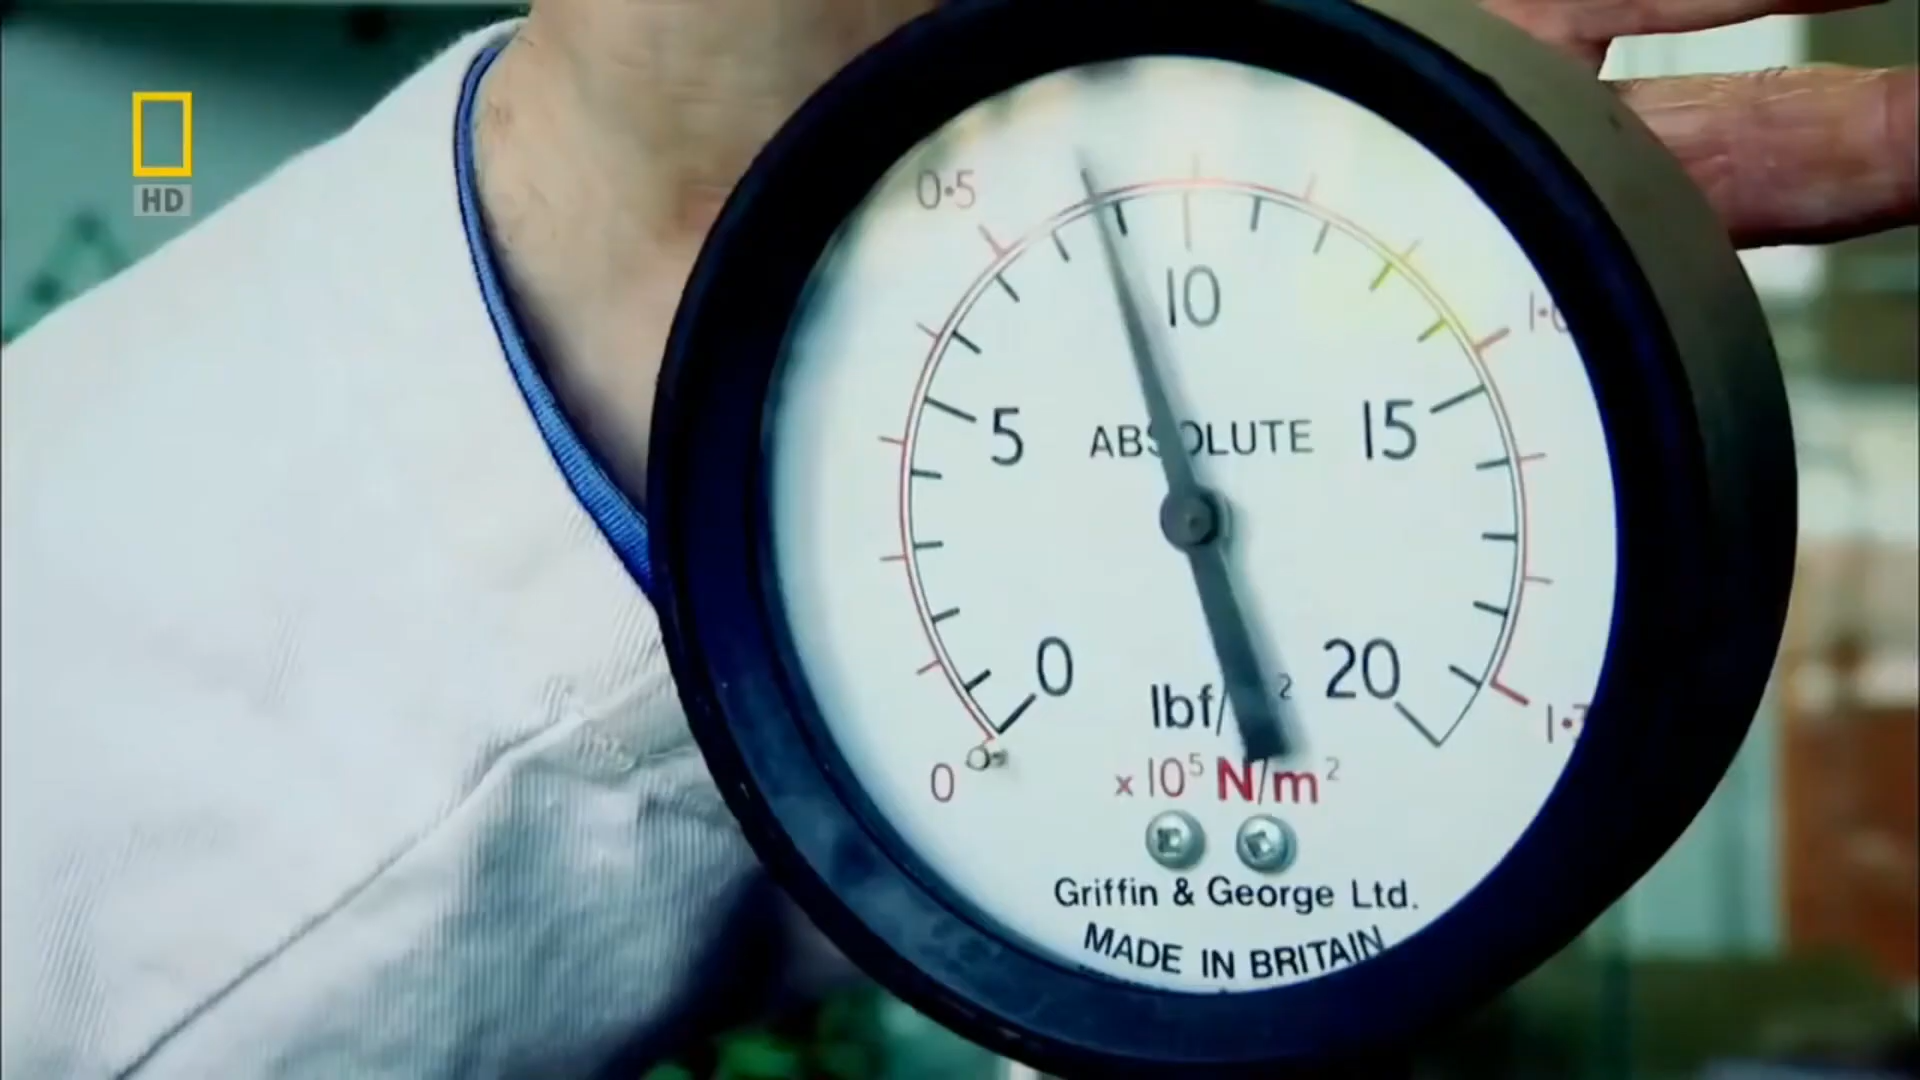 HD
0·5
10
5
ABSOLUTE
15
0
20
lbf/ ²
0
x10⁵ N/m²
Griffin & George Ltd.
MADE IN BRITAIN